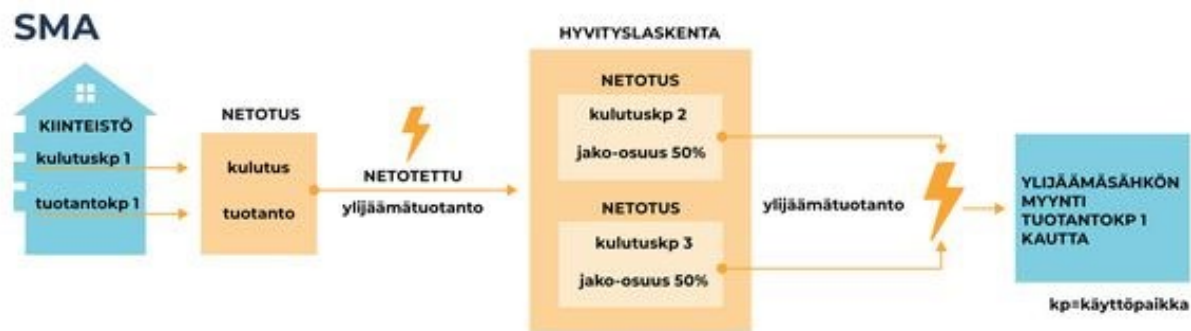 SMA
KIINTEISTÖ
kulutuskp 1
tuotantokp 1
NETOTUS
kulutus
tuotanto
NETOTETTU
ylijäämätuotanto
HYVITYSLASKENTA
NETOTUS
kulutuskp 2
jako-osuus 50%
NETOTUS
kulutuskp 3
jako-osuus 50%
ylijäämätuotanto
YLIJÄÄMÄSÄHKÖN
MYYNTI
TUOTANTOKP 1
KAUTTA
kp=käyttöpaikka